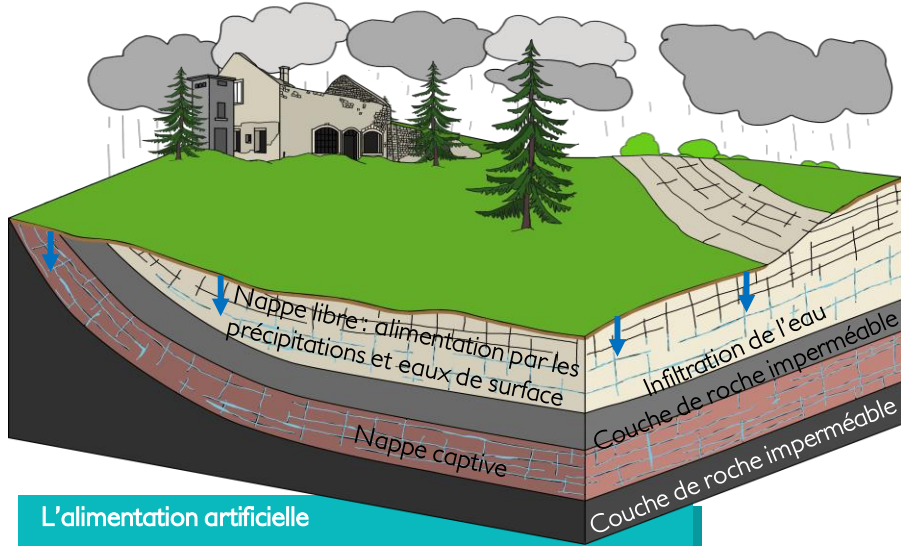 Nappe libre : alimentation par les
précipitations et eaux de surface
Infiltration de l'eau
Couche de roche imperméable
Nappe captive
Couche de roche imperméable
L'alimentation artificielle